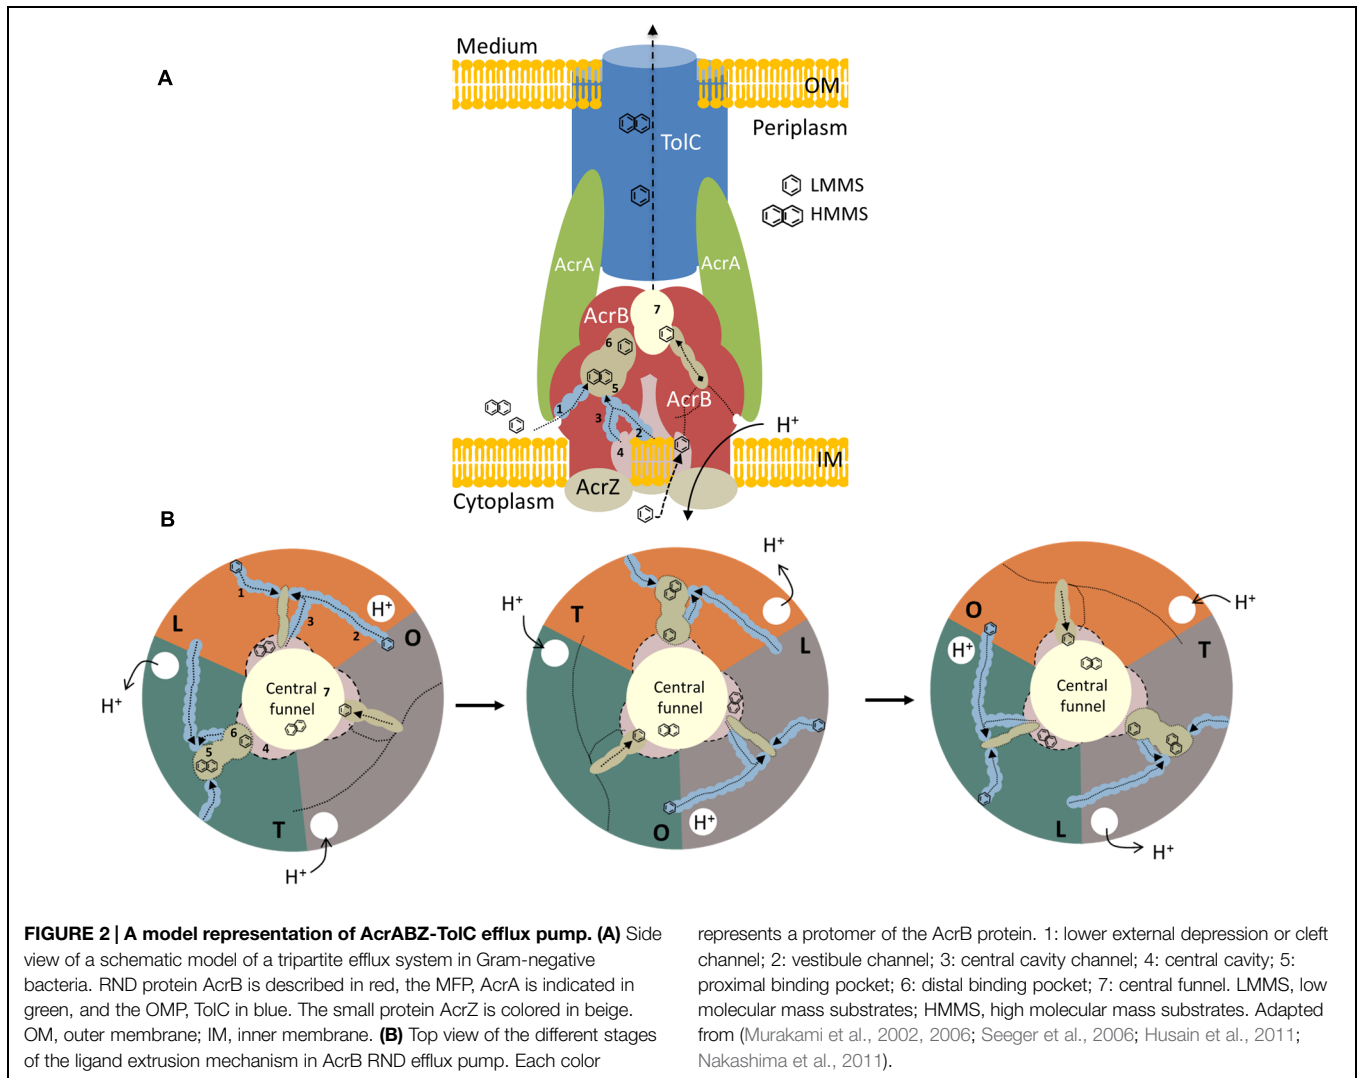 A
Medium
OM
Periplasm
TolC
LMMS
HMMS
AcrA
AcrA
AcrB
7
6
5
AcrB
1
3
2
4
H+
IM
Cytoplasm
AcrZ
B
L
1
3
2
H+
O
H+
Central 7
funnel
6
5
4
T
H+
H+
T
H+
L
Central
funnel
O
H+
O
H+
H+
T
Central
funnel
L
H+
FIGURE 2 | A model representation of AcrABZ-TolC efflux pump. (A) Side
view of a schematic model of a tripartite efflux system in Gram-negative
bacteria. RND protein AcrB is described in red, the MFP, AcrA is indicated in
green, and the OMP, TolC in blue. The small protein AcrZ is colored in beige.
OM, outer membrane; IM, inner membrane. (B) Top view of the different stages
of the ligand extrusion mechanism in AcrB RND efflux pump. Each color
represents a protomer of the AcrB protein. 1: lower external depression or cleft
channel; 2: vestibule channel; 3: central cavity channel; 4: central cavity; 5:
proximal binding pocket; 6: distal binding pocket; 7: central funnel. LMMS, low
molecular mass substrates; HMMS, high molecular mass substrates. Adapted
from (Murakami et al., 2002, 2006; Seeger et al., 2006; Husain et al., 2011;
Nakashima et al., 2011).